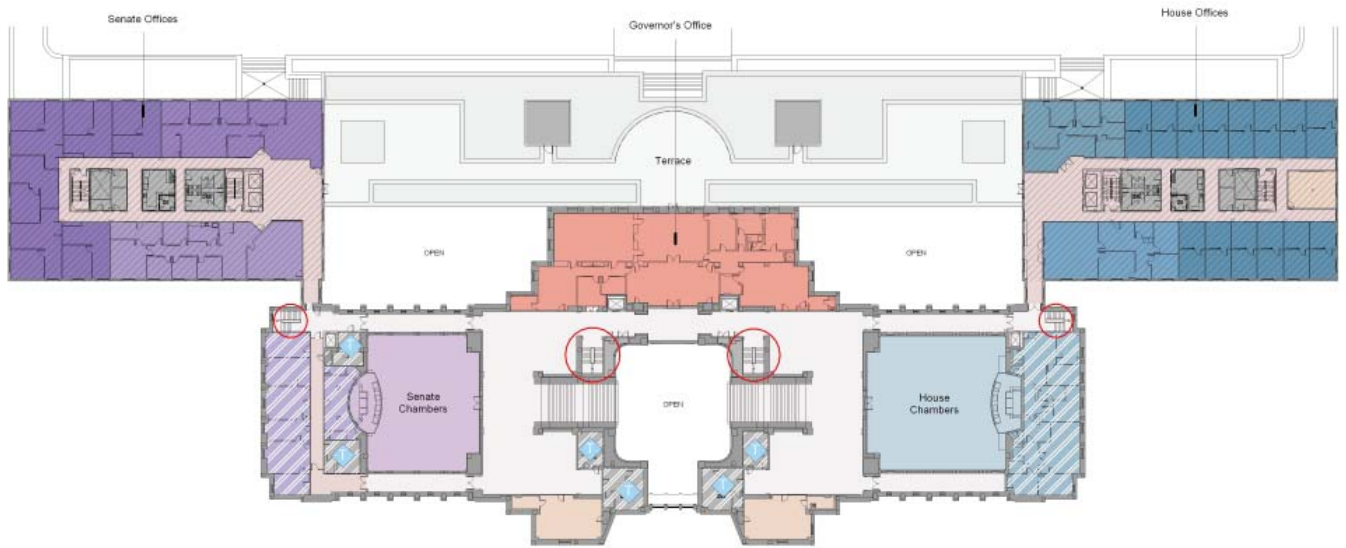 Senate Offices
Governor's Office
House Offices
Terrace
OPEN
OPEN
Senate
Chambers
OPEN
House
Chambers
T
T
T
T
T
T